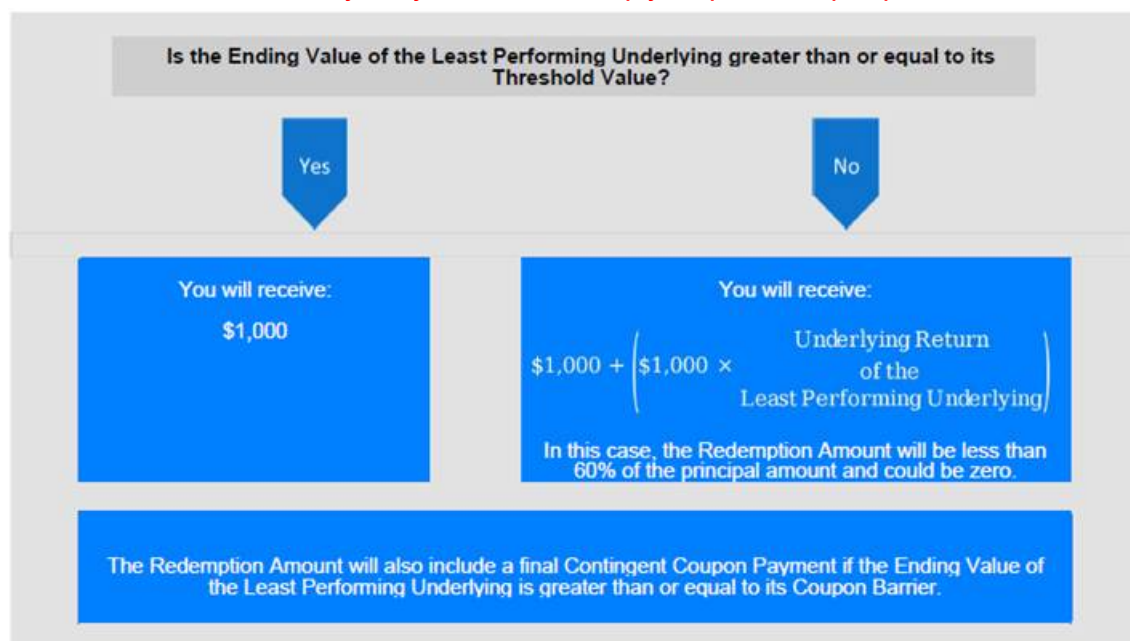 Is the Ending Value of the Least Performing Underlying greater than or equal to its
Threshold Value?
Yes
No
You will receive:
$1,000
You will receive:
$1,000 + ($1,000 × Underlying Return
of the
Least Performing Underlying)
In this case, the Redemption Amount will be less than
60% of the principal amount and could be zero.
The Redemption Amount will also include a final Contingent Coupon Payment if the Ending Value of
the Least Performing Underlying is greater than or equal to its Coupon Barrier.